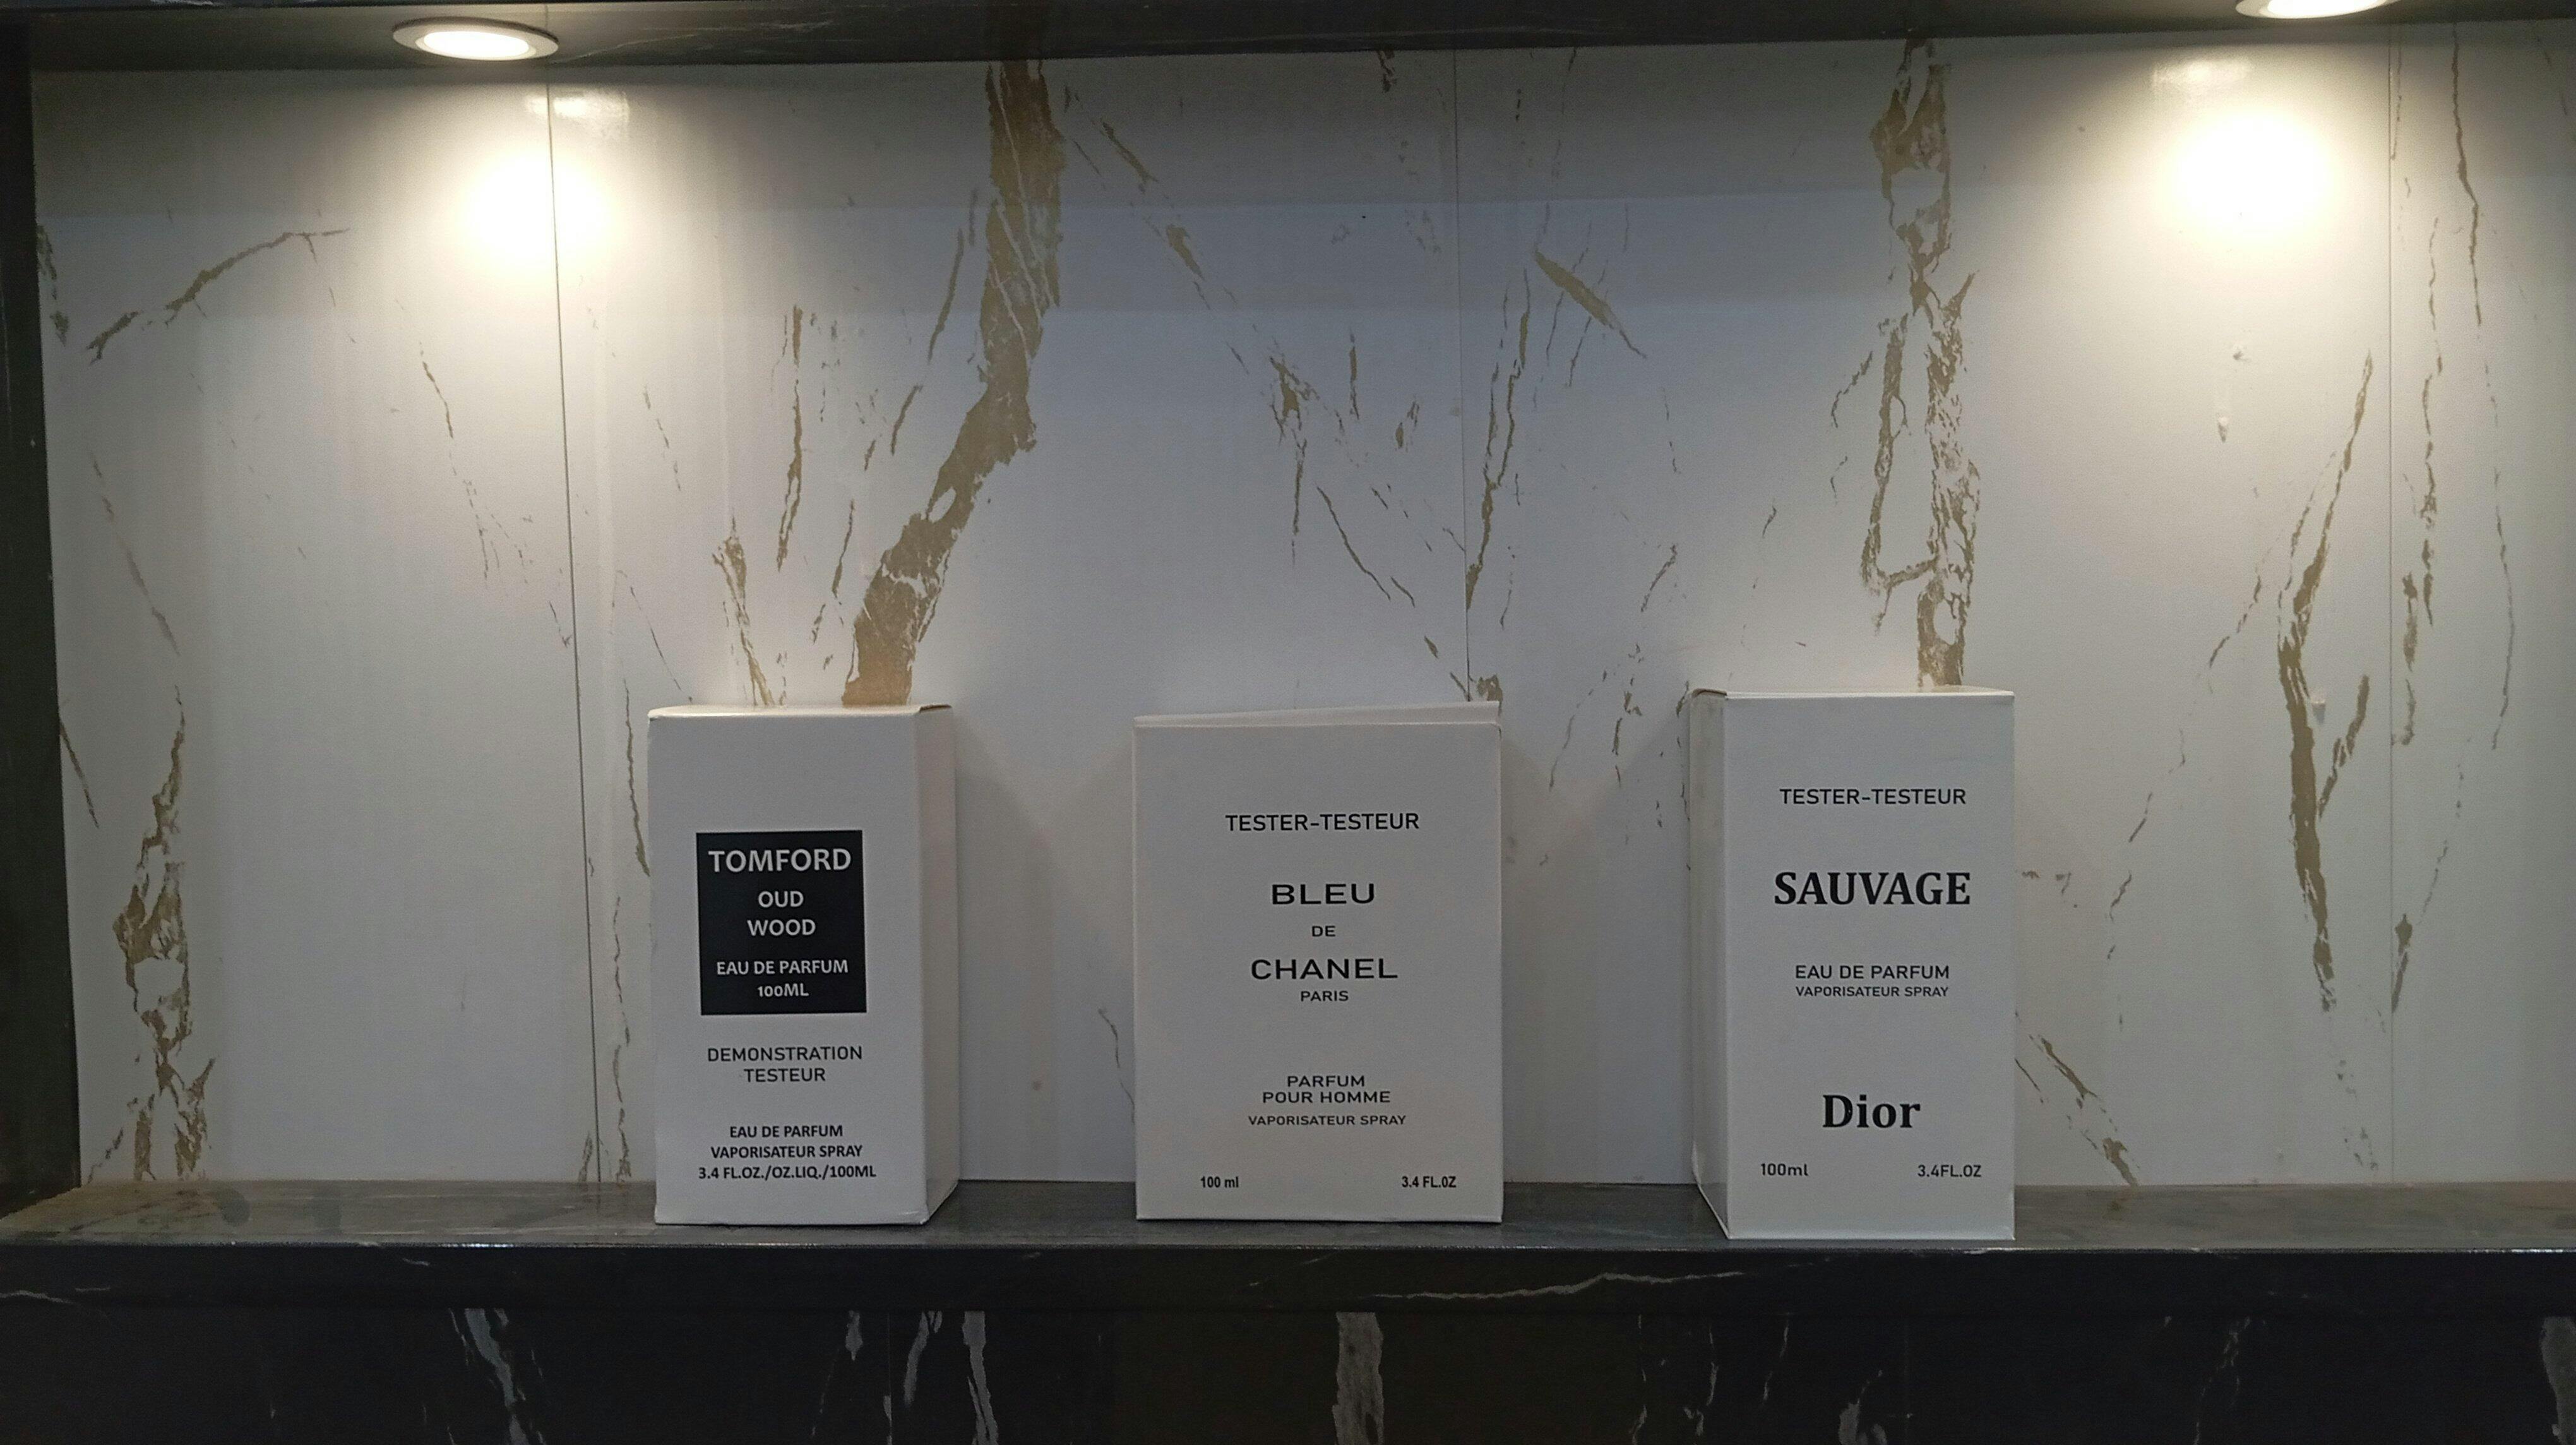 TOMFORD
OUD
WOOD
EAU DE PARFUM
100ML
DEMONSTRATION
TESTEUR
EAU DE PARFUM
VAPORISATEUR SPRAY
3.4 FL.OZ./OZ.LIQ./100ML
TESTER-TESTEUR
BLEU
DE
CHANEL
PARIS
PARFUM
POUR HOMME
VAPORISATEUR SPRAY
100 ml 3.4 FL.0Z
TESTER-TESTEUR
SAUVAGE
EAU DE PARFUM
VAPORISATEUR SPRAY
Dior
100ml 3.4FL.OZ